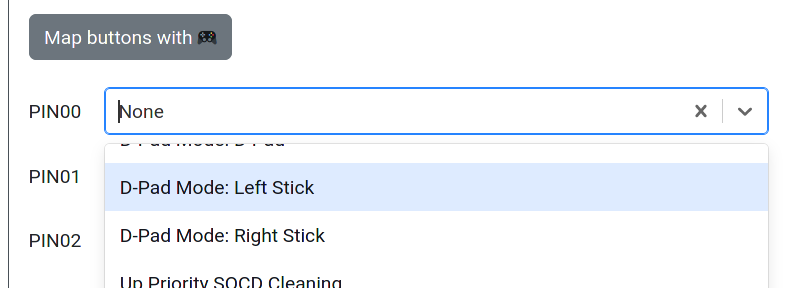 Map buttons with
PIN00
None
D-Pad Mode: D-Pad
PIN01
D-Pad Mode: Left Stick
PIN02
D-Pad Mode: Right Stick
Up Priority SOCD Cleaning